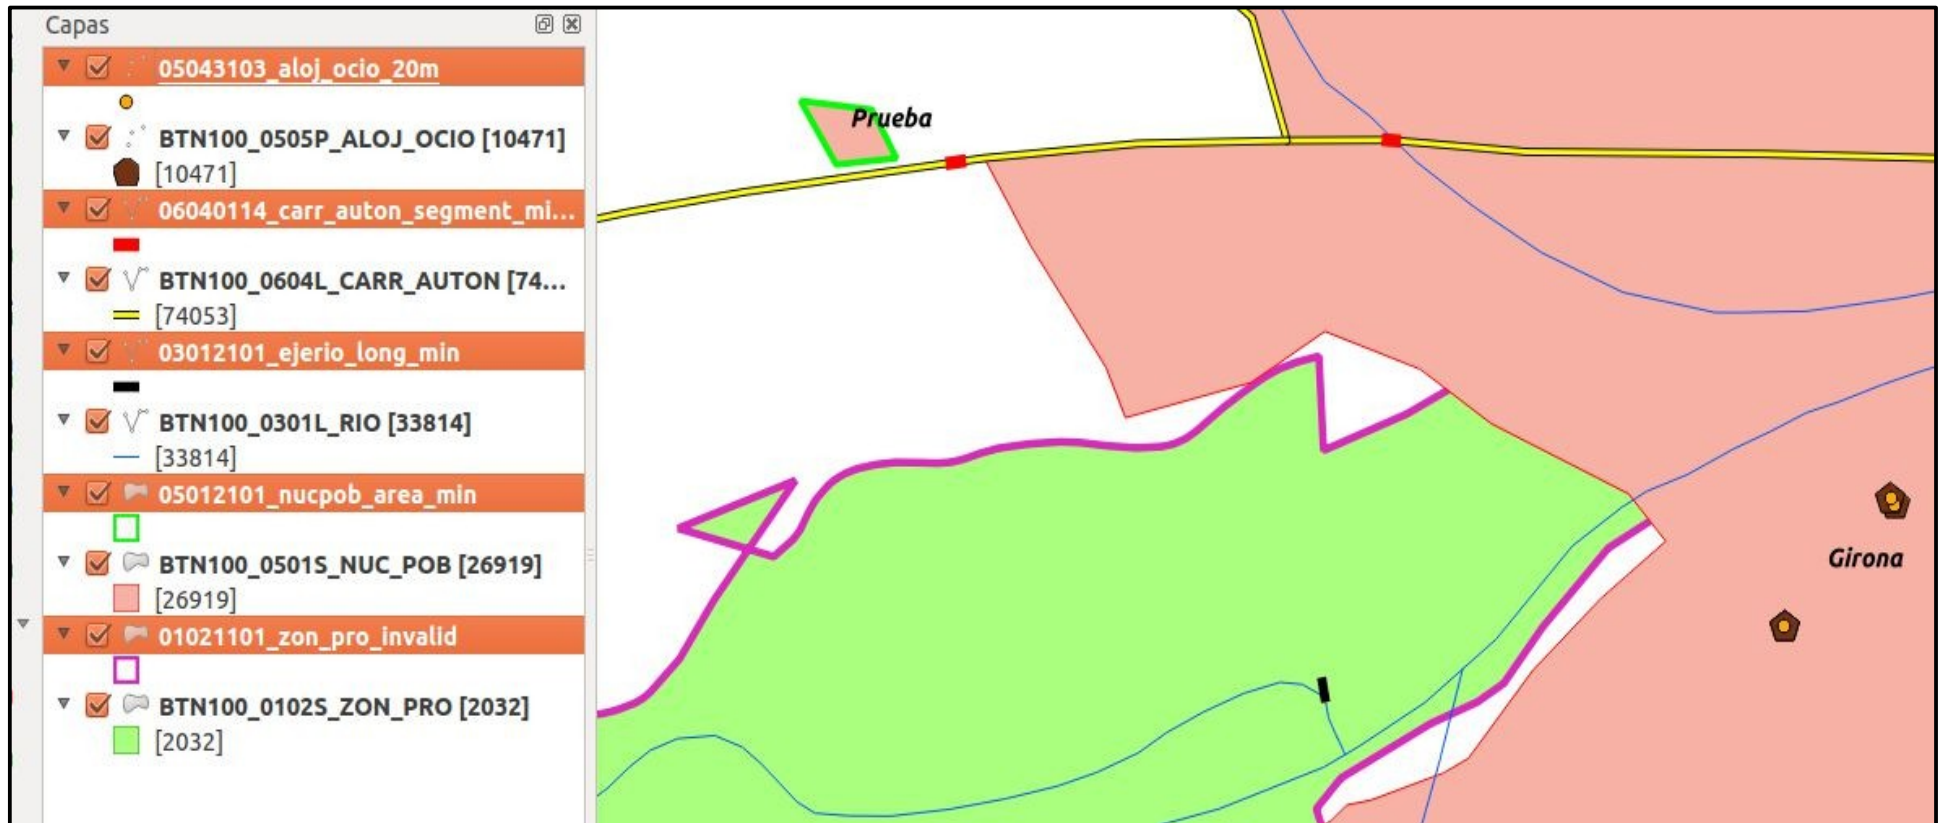 Capas
05043103_aloj_ocio_20m
BTN100_0505P_ALOJ_OCIO [10471]
[10471]
06040114_carr_auton_segment_mi...
BTN100_0604L_CARR_AUTON [74...
[74053]
03012101_ejerio_long_min
BTN100_0301L_RIO [33814]
[33814]
05012101_nucpob_area_min
BTN100_0501S_NUC_POB [26919]
[26919]
01021101_zon_pro_invalid
BTN100_0102S_ZON_PRO [2032]
[2032]
Prueba
Girona